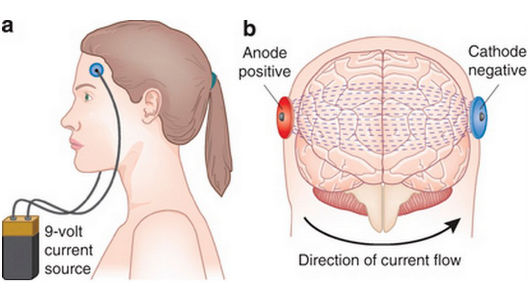 a
9-volt
current
source
b
Anode
positive
Cathode
negative
Direction of current flow